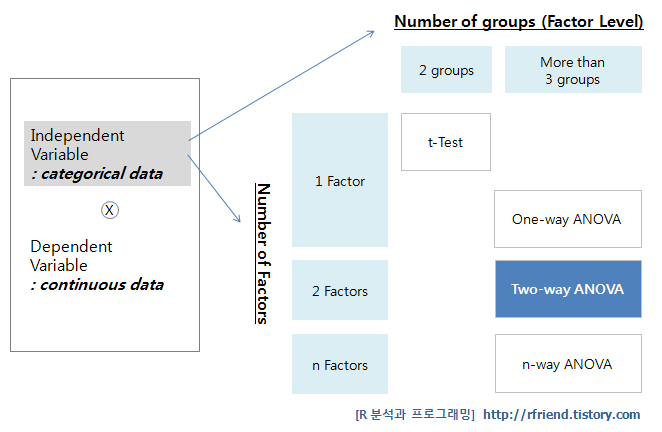 Number of groups (Factor Level)
2 groups
More than
3 groups
Independent
Variable
: categorical data
X
Dependent
Variable
: continuous data
Number of Factors
1 Factor
t-Test
One-way ANOVA
2 Factors
Two-way ANOVA
n Factors
n-way ANOVA
[R 분석과 프로그래밍] http://rfriend.tistory.com